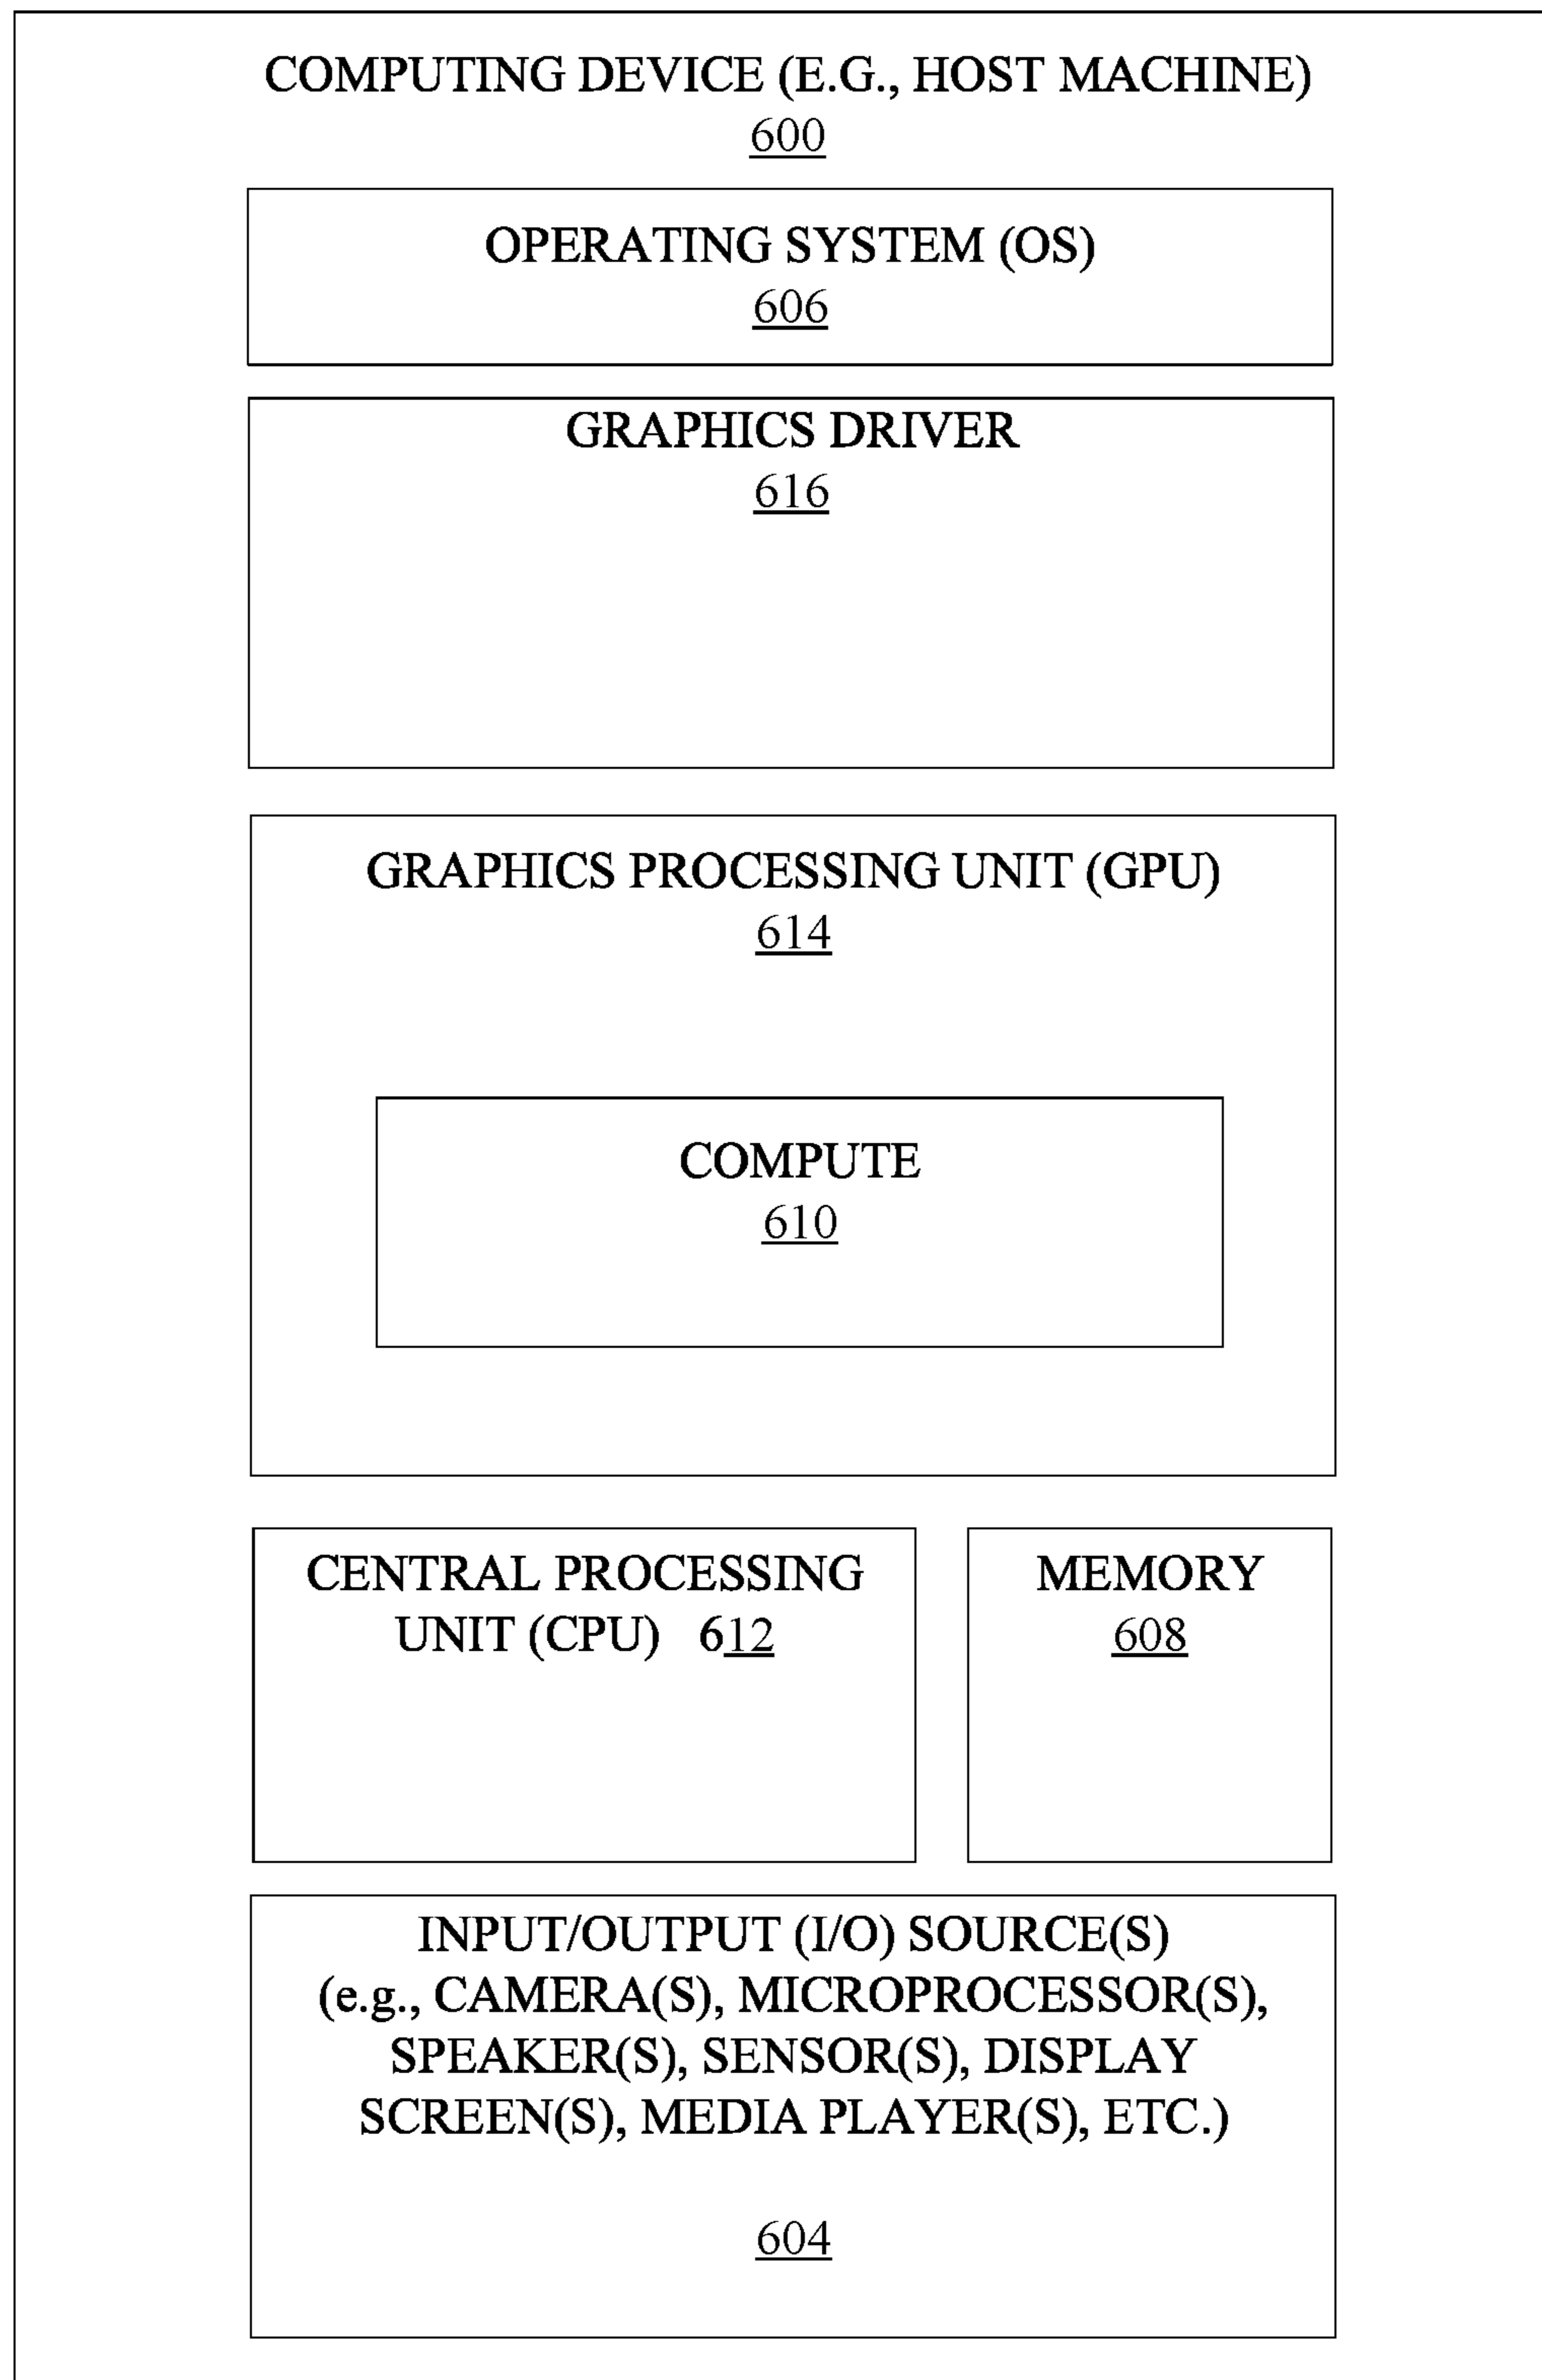 COMPUTING DEVICE (E.G., HOST MACHINE)
600
OPERATING SYSTEM (OS)
606
GRAPHICS DRIVER
616
GRAPHICS PROCESSING UNIT (GPU)
614
COMPUTE
610
CENTRAL PROCESSING
UNIT (CPU) 612
MEMORY
608
INPUT/OUTPUT (I/O) SOURCE(S)
(e.g., CAMERA(S), MICROPROCESSOR(S),
SPEAKER(S), SENSOR(S), DISPLAY
SCREEN(S), MEDIA PLAYER(S), ETC.)
604